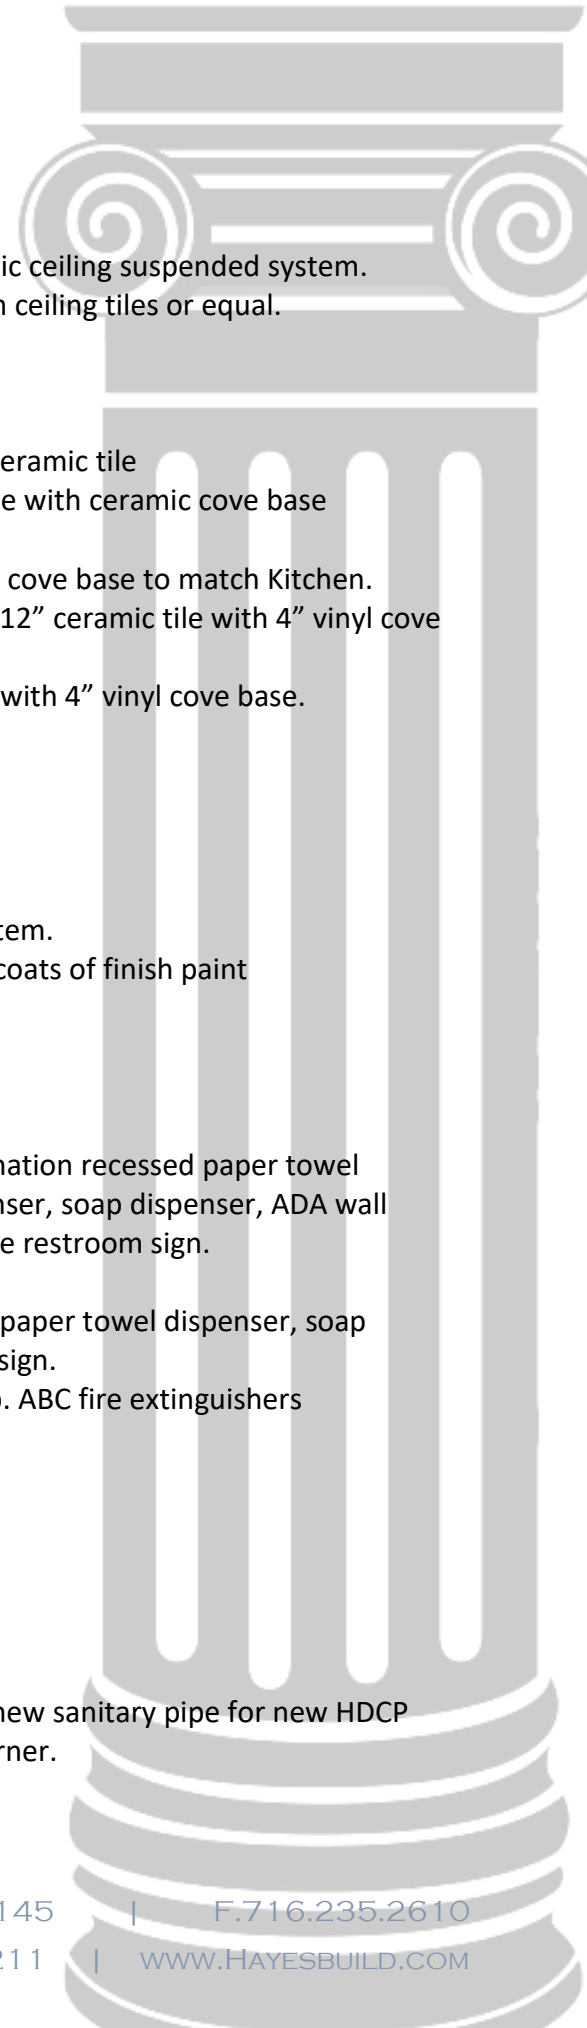 ic ceiling suspended system.
ceiling tiles or equal.
eramic tile
e with ceramic cove base
cove base to match Kitchen.
12” ceramic tile with 4” vinyl cove
with 4” vinyl cove base.
tem.
coats of finish paint
nation recessed paper towel
nser, soap dispenser, ADA wall
e restroom sign.
paper towel dispenser, soap
sign.
. ABC fire extinguishers
new sanitary pipe for new HDCP
rner.
145 | F.716.235.2610
211 | WWW.HAYESBUILD.COM